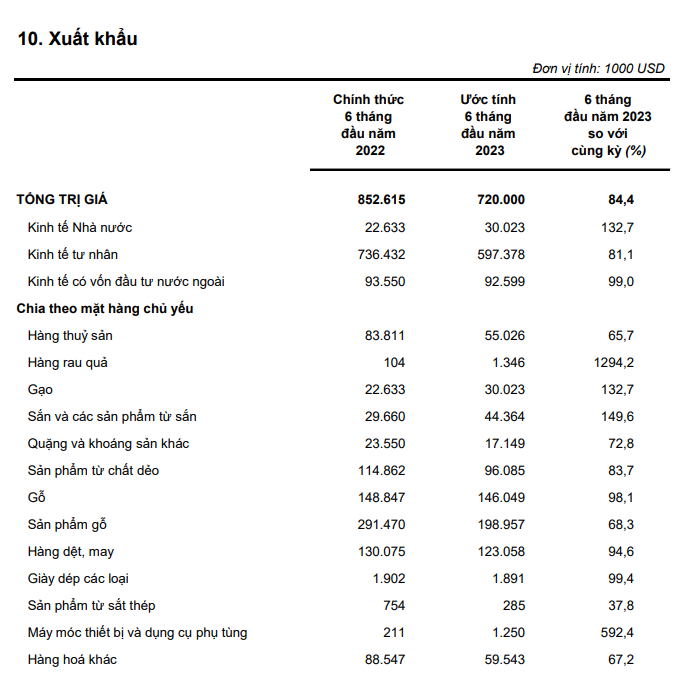 10. Xuất khẩu
Đơn vị tính: 1000 USD
Chính thức 6 tháng đầu năm 2022 Ước tính 6 tháng đầu năm 2023 6 tháng đầu năm 2023 so với cùng kỳ (%)
TỔNG TRỊ GIÁ 852.615 720.000 84,4
Kinh tế Nhà nước 22.633 30.023 132,7
Kinh tế tư nhân 736.432 597.378 81,1
Kinh tế có vốn đầu tư nước ngoài 93.550 92.599 99,0
Chia theo mặt hàng chủ yếu
Hàng thuỷ sản 83.811 55.026 65,7
Hàng rau quả 104 1.346 1294,2
Gạo 22.633 30.023 132,7
Sắn và các sản phẩm từ sắn 29.660 44.364 149,6
Quặng và khoáng sản khác 23.550 17.149 72,8
Sản phẩm từ chất dẻo 114.862 96.085 83,7
Gỗ 148.847 146.049 98,1
Sản phẩm gỗ 291.470 198.957 68,3
Hàng dệt, may 130.075 123.058 94,6
Giày dép các loại 1.902 1.891 99,4
Sản phẩm từ sắt thép 754 285 37,8
Máy móc thiết bị và dụng cụ phụ tùng 211 1.250 592,4
Hàng hoá khác 88.547 59.543 67,2